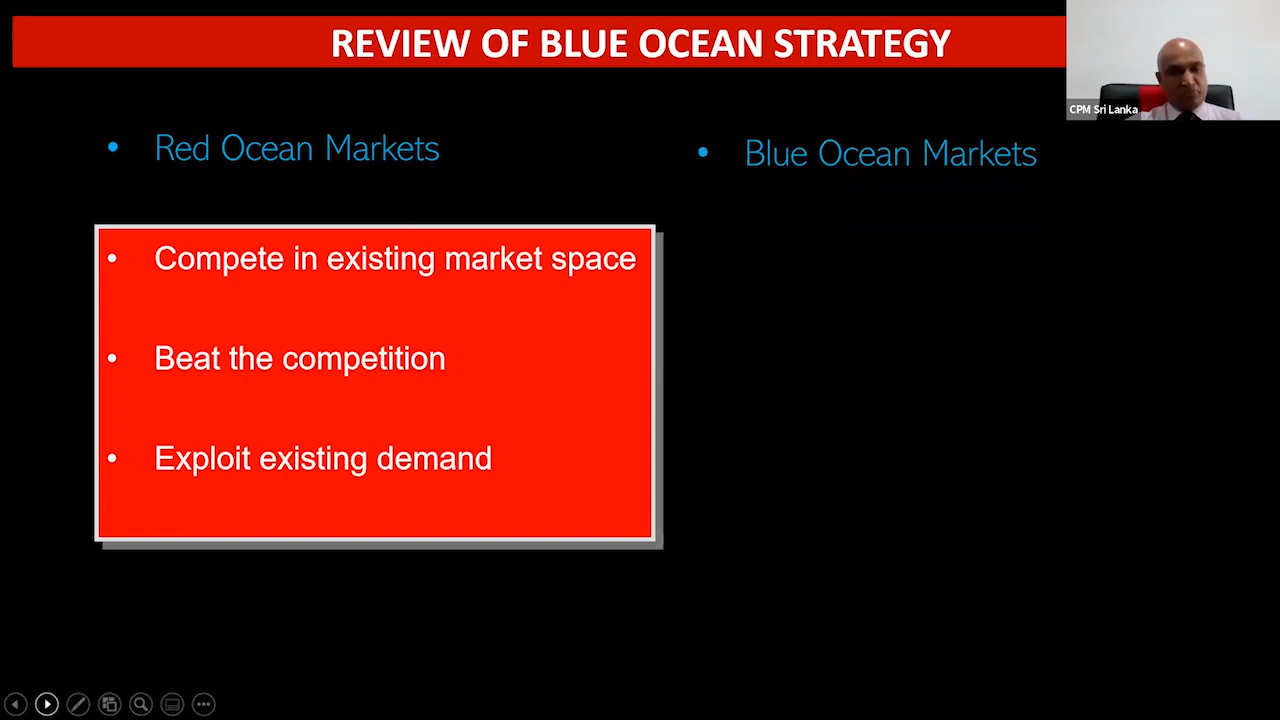 REVIEW OF BLUE OCEAN STRATEGY
CPM Sri Lanka
• Red Ocean Markets
• Blue Ocean Markets
• Compete in existing market space
• Beat the competition
• Exploit existing demand